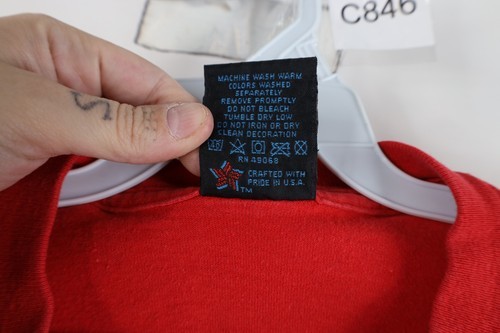 C846
MACHINE WASH WARM
COLORS WASHED
SEPARATELY
REMOVE PROMPTLY
DO NOT BLEACH
TUMBLE DRY LOW
DO NOT IRON OR DRY
CLEAN DECORATION
RN 49068
CRAFTED WITH
PRIDE IN U.S.A.
TM